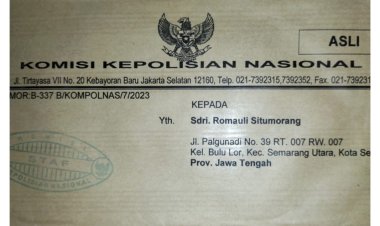 ASLI
KOMISI KEPOLISIAN NASIONAL
Jl. Tirtayasa VII No. 20 Kebayoran Baru Jakarta Selatan 12160, Telp. 021-7392315,7392352, Fax. 021-73
MOR:B-337 B/KOMPOLNAS/7/2023
KEPADA
Yth. Sdri. Romauli Situmorang
Jl. Palgunadi No. 39 RT. 007 RW. 007
Kel. Bulu Lor, Kec. Semarang Utara, Kota Se
Prov. Jawa Tengah
STAF